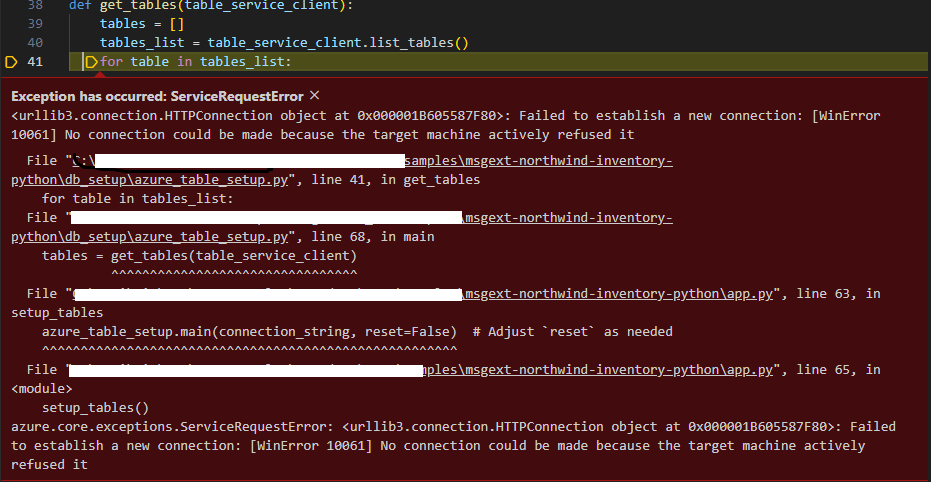 38 def get_tables(table_service_client):
39 tables = []
40 tables_list = table_service_client.list_tables()
41 for table in tables_list:
Exception has occurred: ServiceRequestError ×
<urllib3.connection.HTTPConnection object at 0x000001B605587F80>: Failed to establish a new connection: [WinError
10061] No connection could be made because the target machine actively refused it
File "C:\ samples\msgext-northwind-inventory-
python\db_setup\azure_table_setup.py", line 41, in get_tables
for table in tables_list:
File " \msgext-northwind-inventory-
python\db_setup\azure_table_setup.py", line 68, in main
tables = get_tables(table_service_client)
^^^^^^^^^^^^^^^^^^^^^^^^^^^^^^^^
File " \msgext-northwind-inventory-python\app.py", line 63, in
setup_tables
azure_table_setup.main(connection_string, reset=False) # Adjust `reset` as needed
^^^^^^^^^^^^^^^^^^^^^^^^^^^^^^^^^^^^^^^^^^^^^^^^^^^^^^
File " mples\msgext-northwind-inventory-python\app.py", line 65, in
<module>
setup_tables()
azure.core.exceptions.ServiceRequestError: <urllib3.connection.HTTPConnection object at 0x000001B605587F80>: Failed
to establish a new connection: [WinError 10061] No connection could be made because the target machine actively
refused it